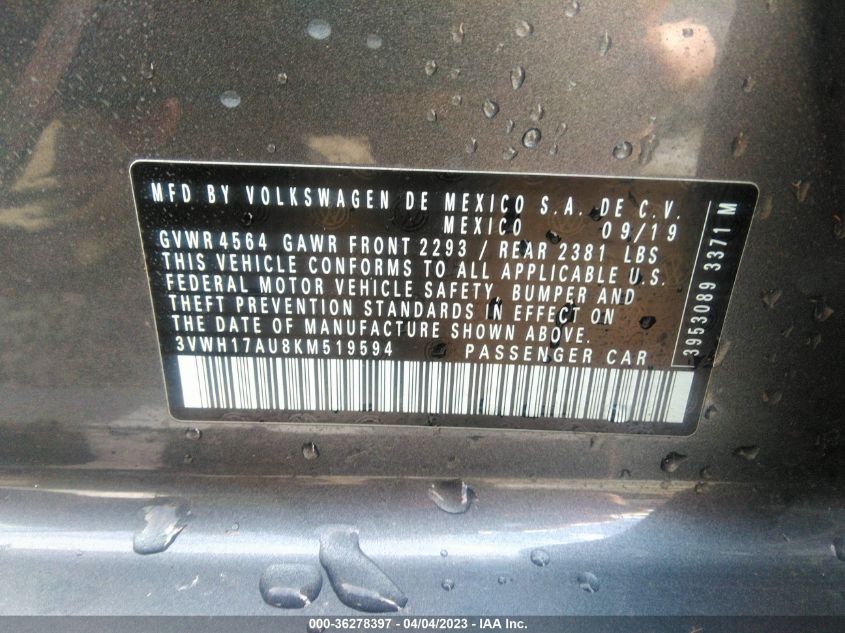 MFD BY VOLKSWAGEN DE MEXICO S.A. DE C.V.
MEXICO 09/19
GVWR 4564 GAWR FRONT 2293 / REAR 2381 LBS
THIS VEHICLE CONFORMS TO ALL APPLICABLE U.S.
FEDERAL MOTOR VEHICLE SAFETY, BUMPER AND
THEFT PREVENTION STANDARDS IN EFFECT ON
THE DATE OF MANUFACTURE SHOWN ABOVE.
3VWH17AU8KM519594 PASSENGER CAR
3953089 3371 M
000-36278397 - 04/04/2023 - IAA Inc.